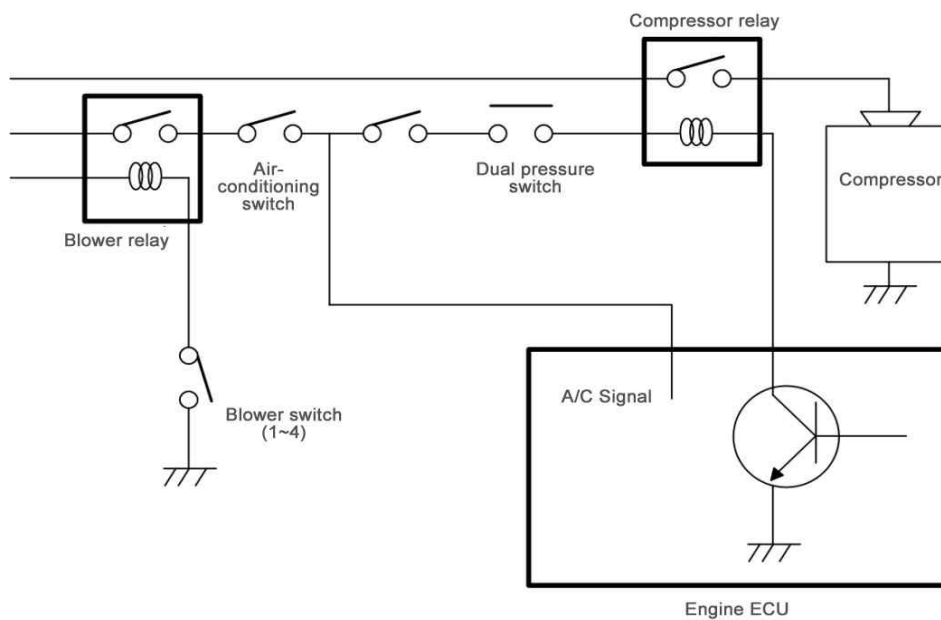 Compressor relay
Air-
conditioning
switch
Dual pressure
switch
Compressor
Blower relay
Blower switch
(1~4)
A/C Signal
Engine ECU